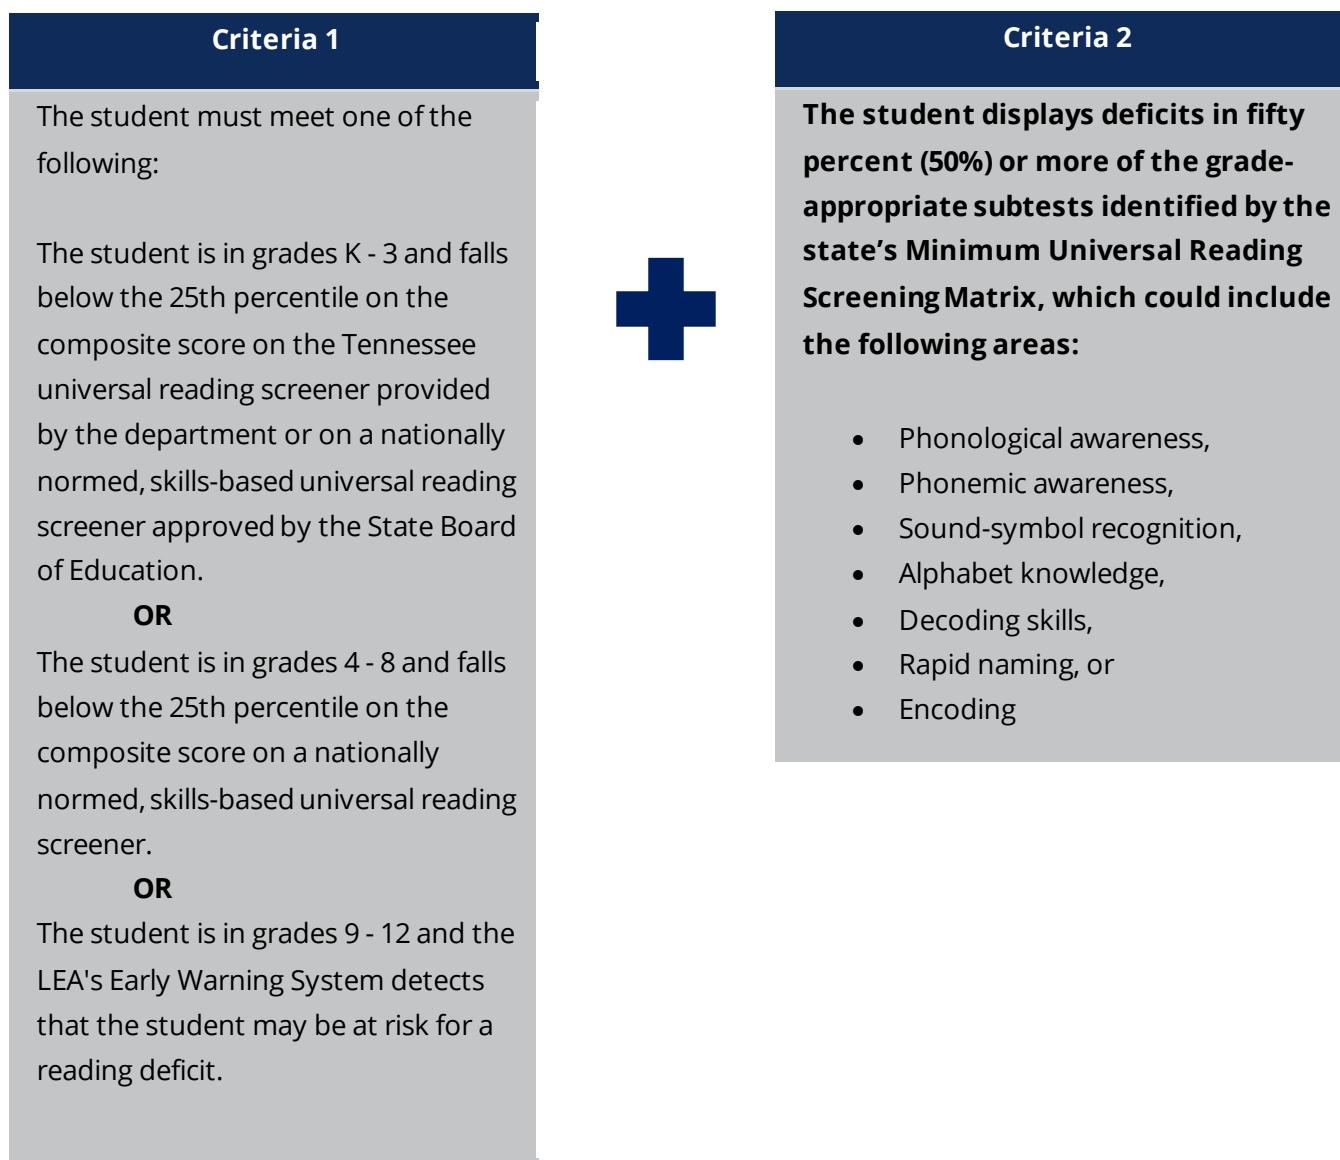 Criteria 1
The student must meet one of the
following:
The student is in grades K - 3 and falls
below the 25th percentile on the
composite score on the Tennessee
universal reading screener provided
by the department or on a nationally
normed, skills-based universal reading
screener approved by the State Board
of Education.
OR
The student is in grades 4 - 8 and falls
below the 25th percentile on the
composite score on a nationally
normed, skills-based universal reading
screener.
OR
The student is in grades 9 - 12 and the
LEA's Early Warning System detects
that the student may be at risk for a
reading deficit.
Criteria 2
The student displays deficits in fifty
percent (50%) or more of the grade-
appropriate subtests identified by the
state’s Minimum Universal Reading
Screening Matrix, which could include
the following areas:
• Phonological awareness,
• Phonemic awareness,
• Sound-symbol recognition,
• Alphabet knowledge,
• Decoding skills,
• Rapid naming, or
• Encoding